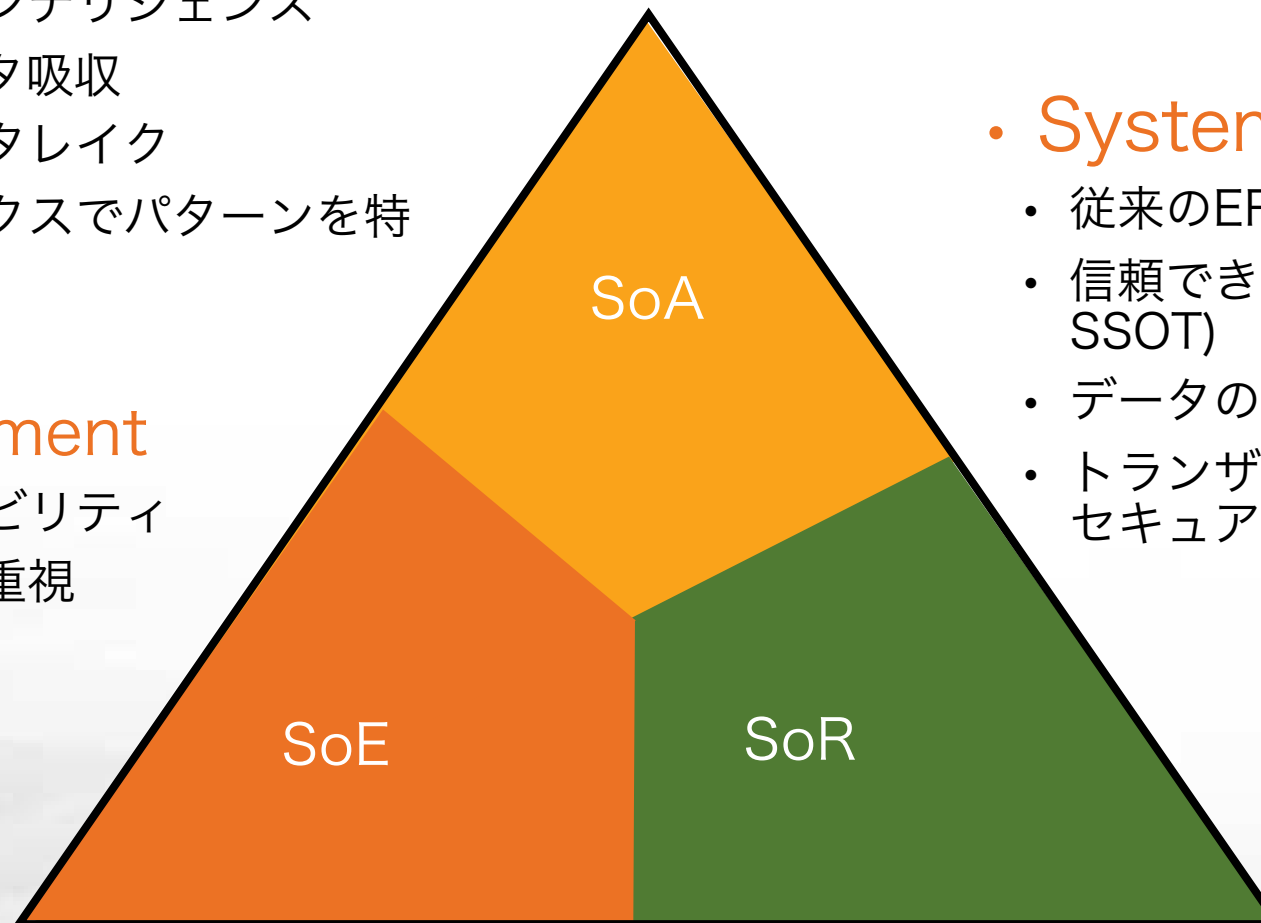 ンテリジェンス
タ吸収
タレイク
クスでパターンを特
ment
ビリティ
重視
SoA
SoE
SoR
• System
• 従来のER
• 信頼でき
SSOT)
• データの
• トランザ
セキュア